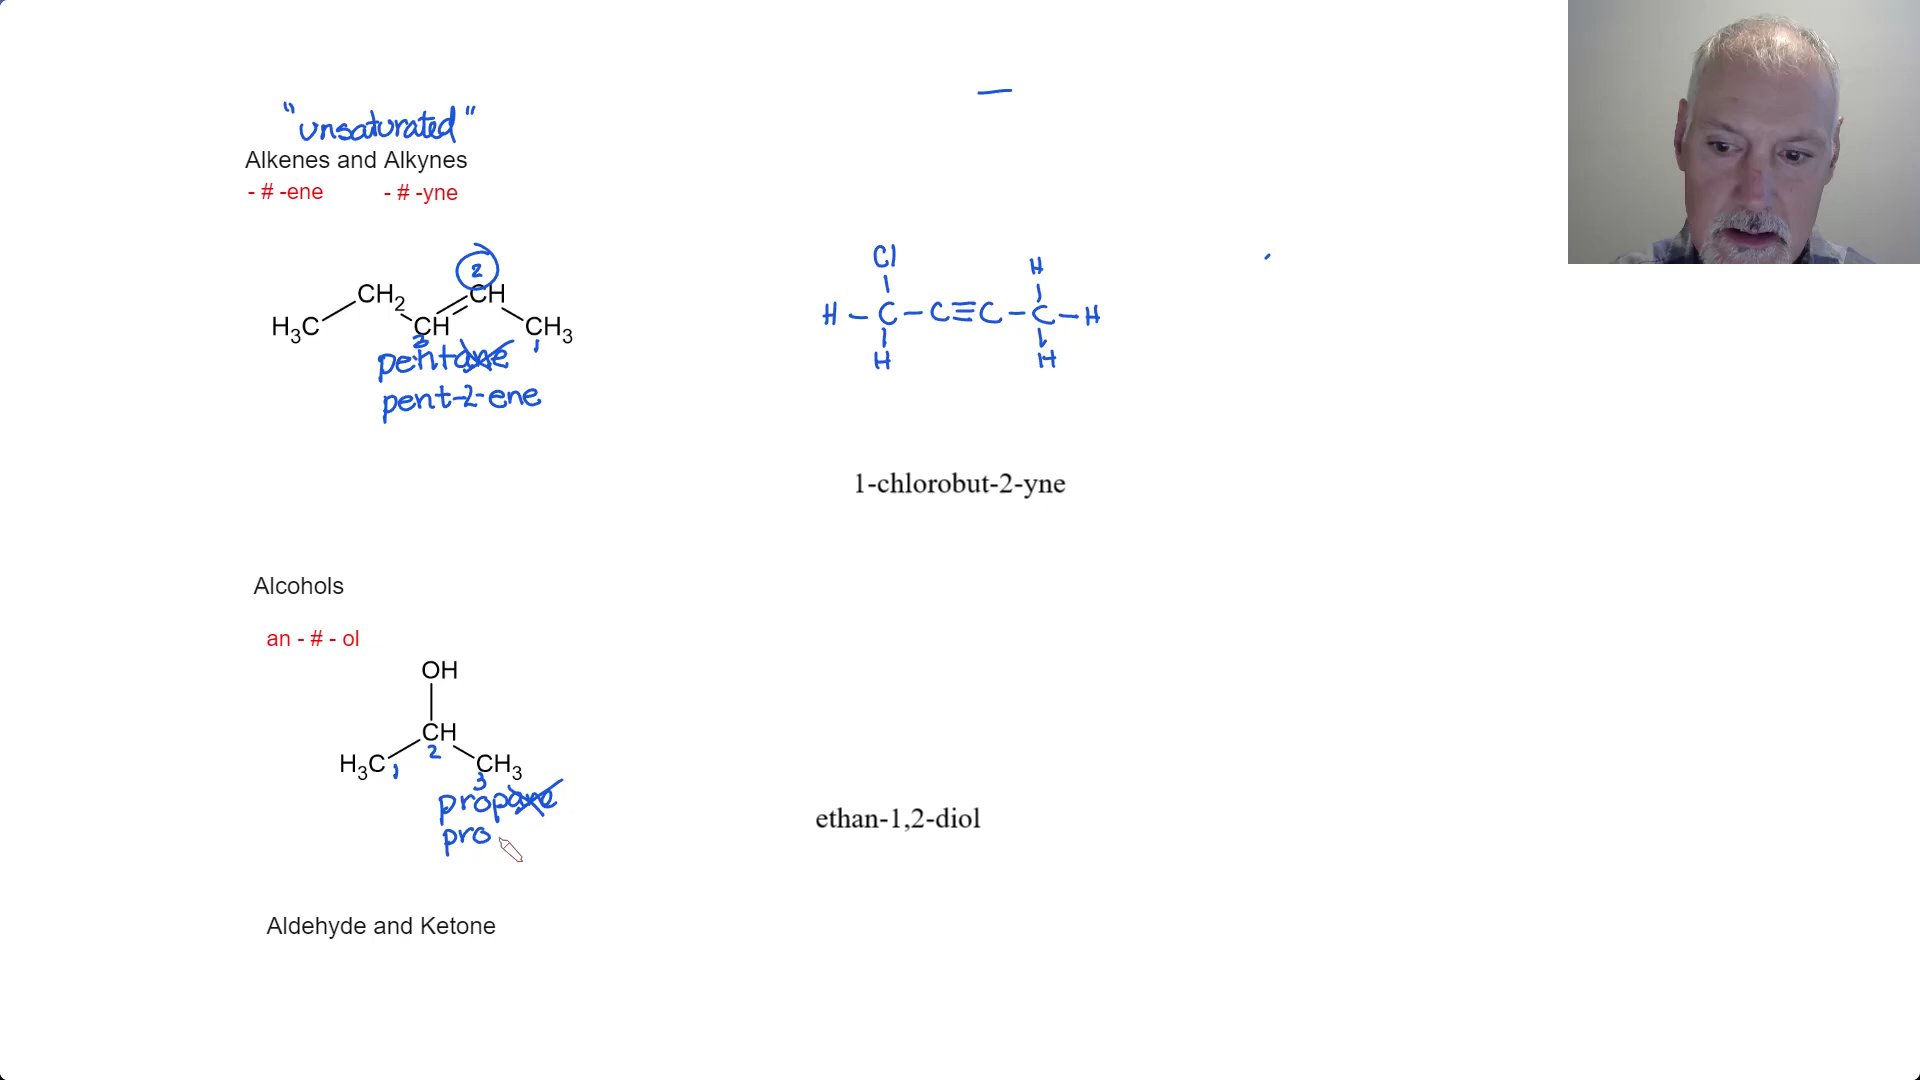 "unsaturated"
Alkenes and Alkynes
- # -ene - # -yne
2
CH₂ CH
H₃C CH CH₃
3 1
pentane
pent-2-ene
Cl H
H - C - C≡C - C - H
H H
1-chlorobut-2-yne
Alcohols
an - # - ol
OH
CH
2
H₃C CH₃
1 3
propane
pro
ethan-1,2-diol
Aldehyde and Ketone